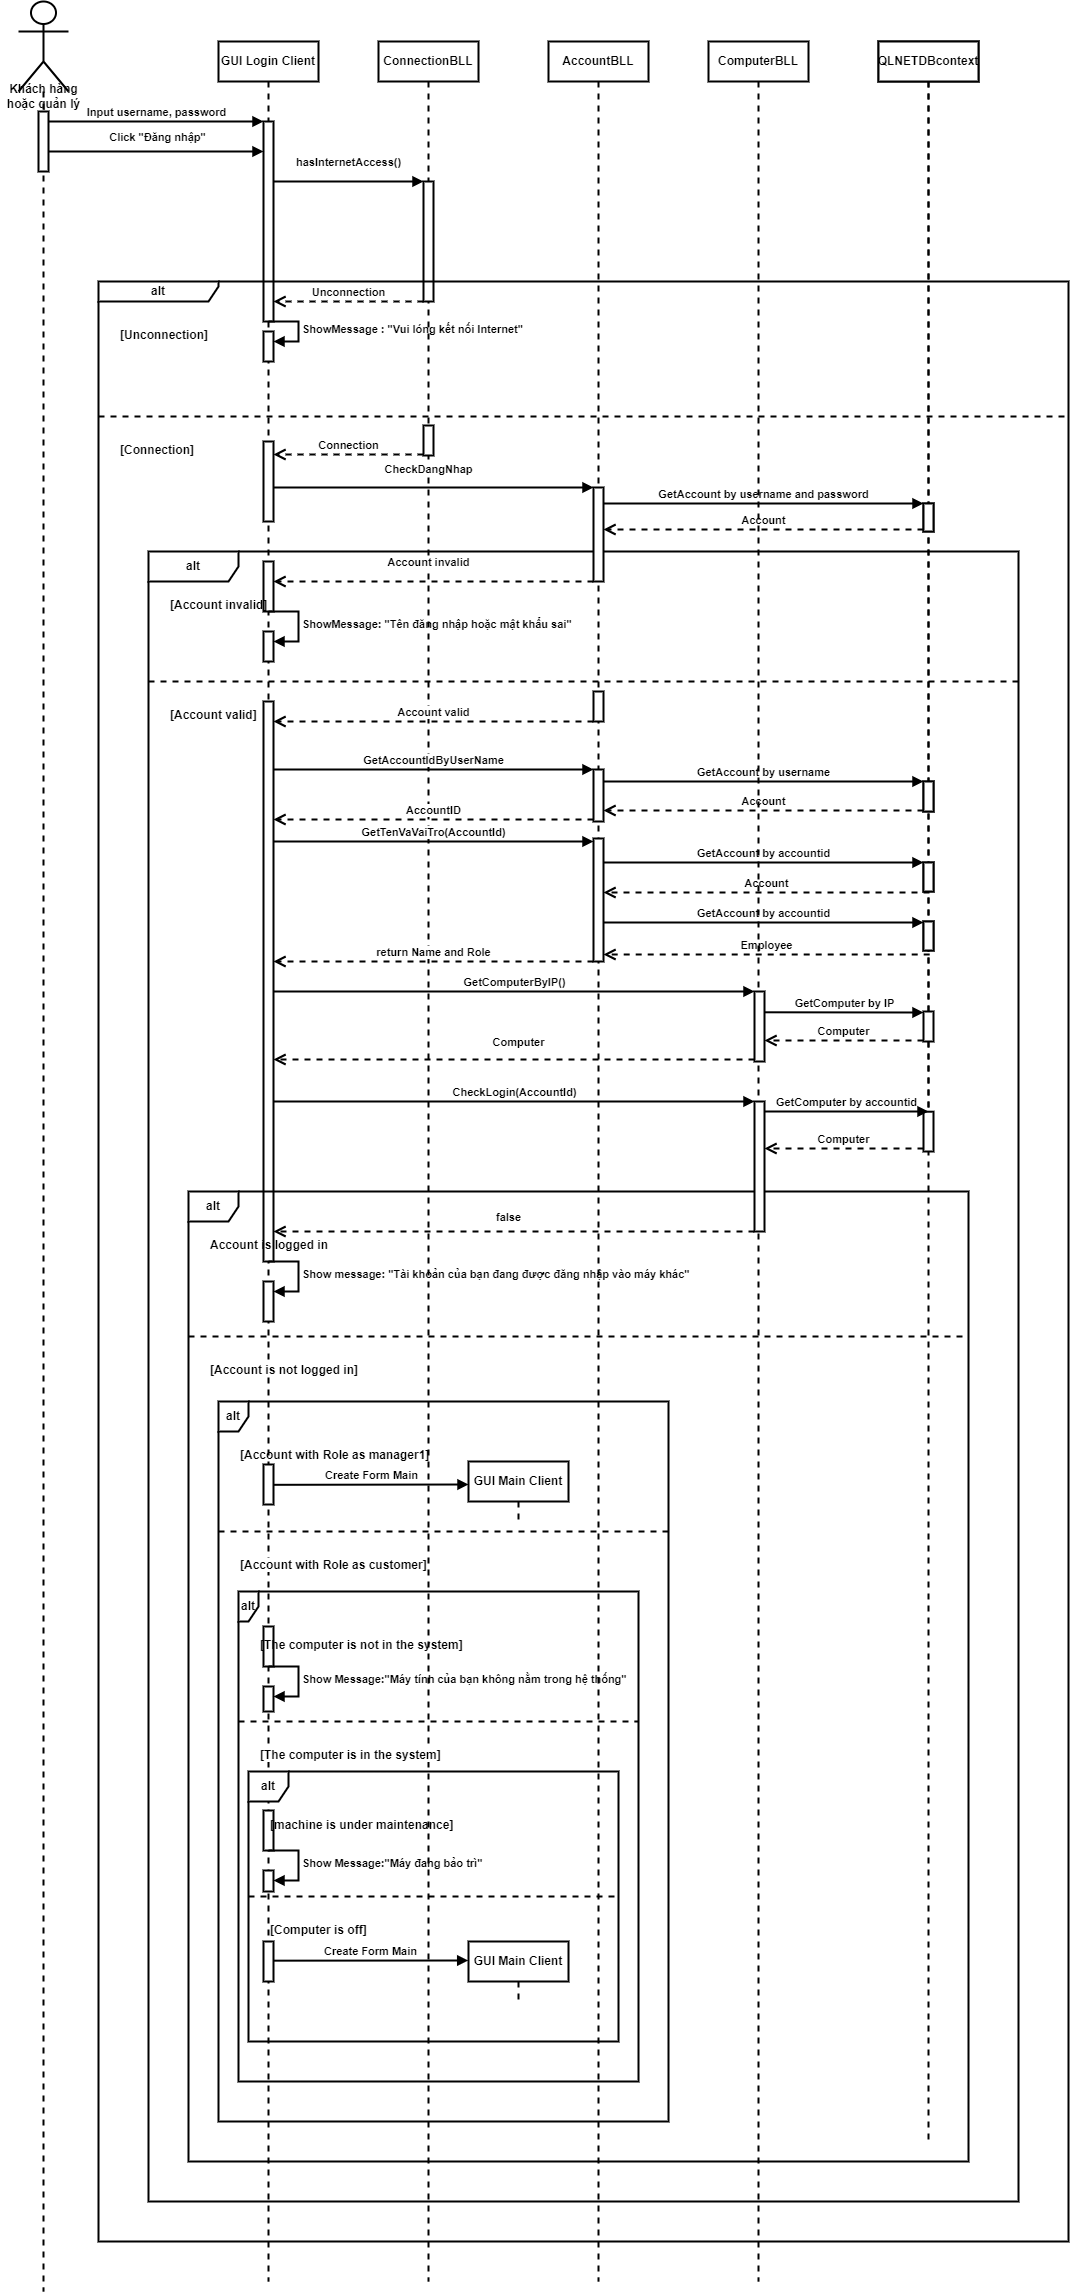 Khách hàng
hoặc quản lý
GUI Login Client
ConnectionBLL
AccountBLL
ComputerBLL
QLNETDBcontext
Input username, password
Click "Đăng nhập"
hasInternetAccess()
alt
Unconnection
[Unconnection]
ShowMessage : "Vui lóng kết nối Internet"
[Connection]
Connection
CheckDangNhap
GetAccount by username and password
Account
alt
Account invalid
[Account invalid]
ShowMessage: "Tên đăng nhập hoặc mật khẩu sai"
[Account valid]
Account valid
GetAccountIdByUserName
GetAccount by username
Account
AccountID
GetTenVaVaiTro(AccountId)
GetAccount by accountid
Account
GetAccount by accountid
Employee
return Name and Role
GetComputerByIP()
GetComputer by IP
Computer
Computer
CheckLogin(AccountId)
GetComputer by accountid
Computer
alt
false
Account is logged in
Show message: "Tài khoản của bạn đang được đăng nhập vào máy khác"
[Account is not logged in]
alt
[Account with Role as manager1]
Create Form Main
GUI Main Client
[Account with Role as customer]
alt
[The computer is not in the system]
Show Message:"Máy tính của bạn không nằm trong hệ thống"
[The computer is in the system]
alt
[machine is under maintenance]
Show Message:"Máy đang bảo trì"
[Computer is off]
Create Form Main
GUI Main Client